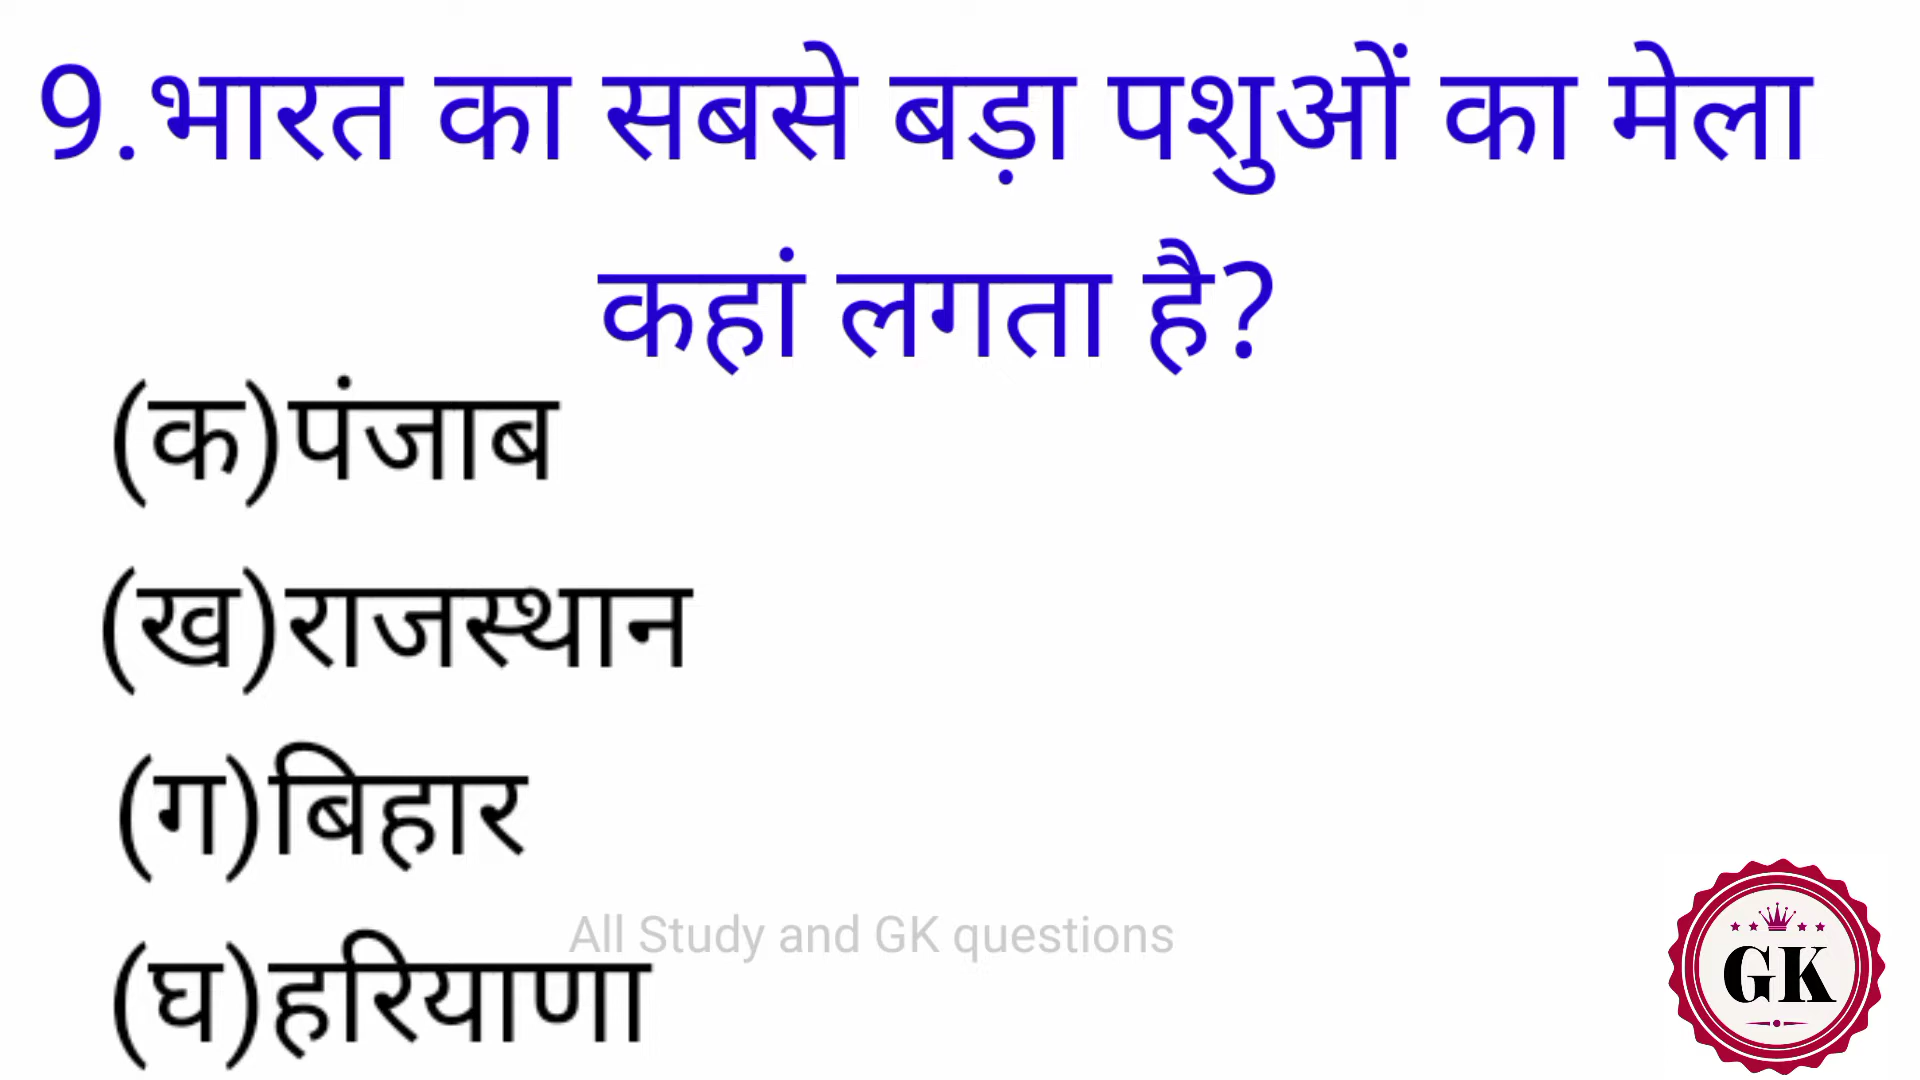 9.भारत का सबसे बड़ा पशुओं का मेला
कहां लगता है?
(क)पंजाब
(ख)राजस्थान
(ग)बिहार
All Study and GK questions
(घ)हरियाणा
GK